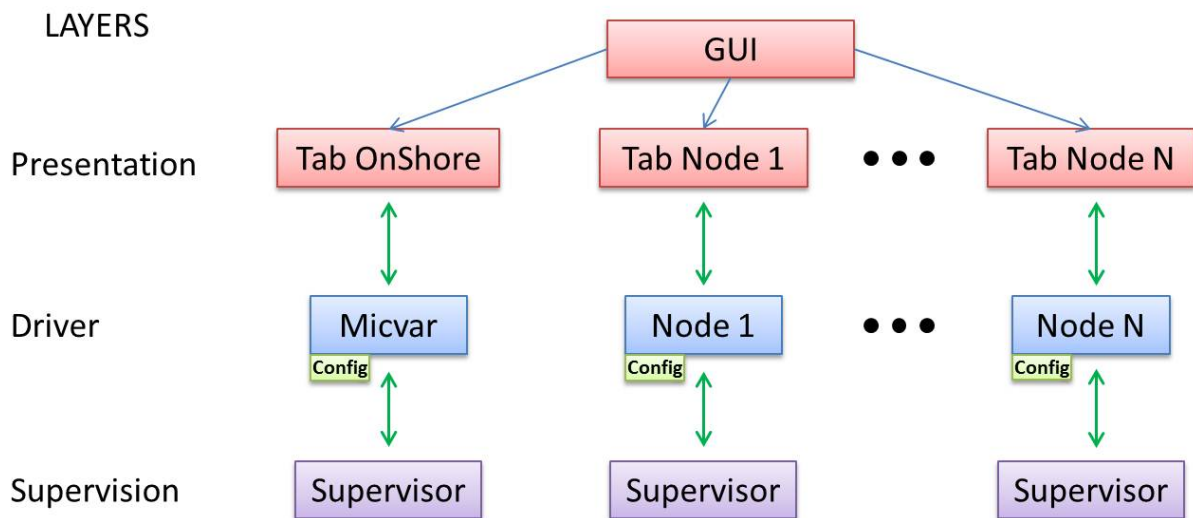 LAYERS
GUI
Presentation
Tab OnShore
Tab Node 1
Tab Node N
Driver
Micvar
Node 1
Node N
Config
Config
Config
Supervision
Supervisor
Supervisor
Supervisor